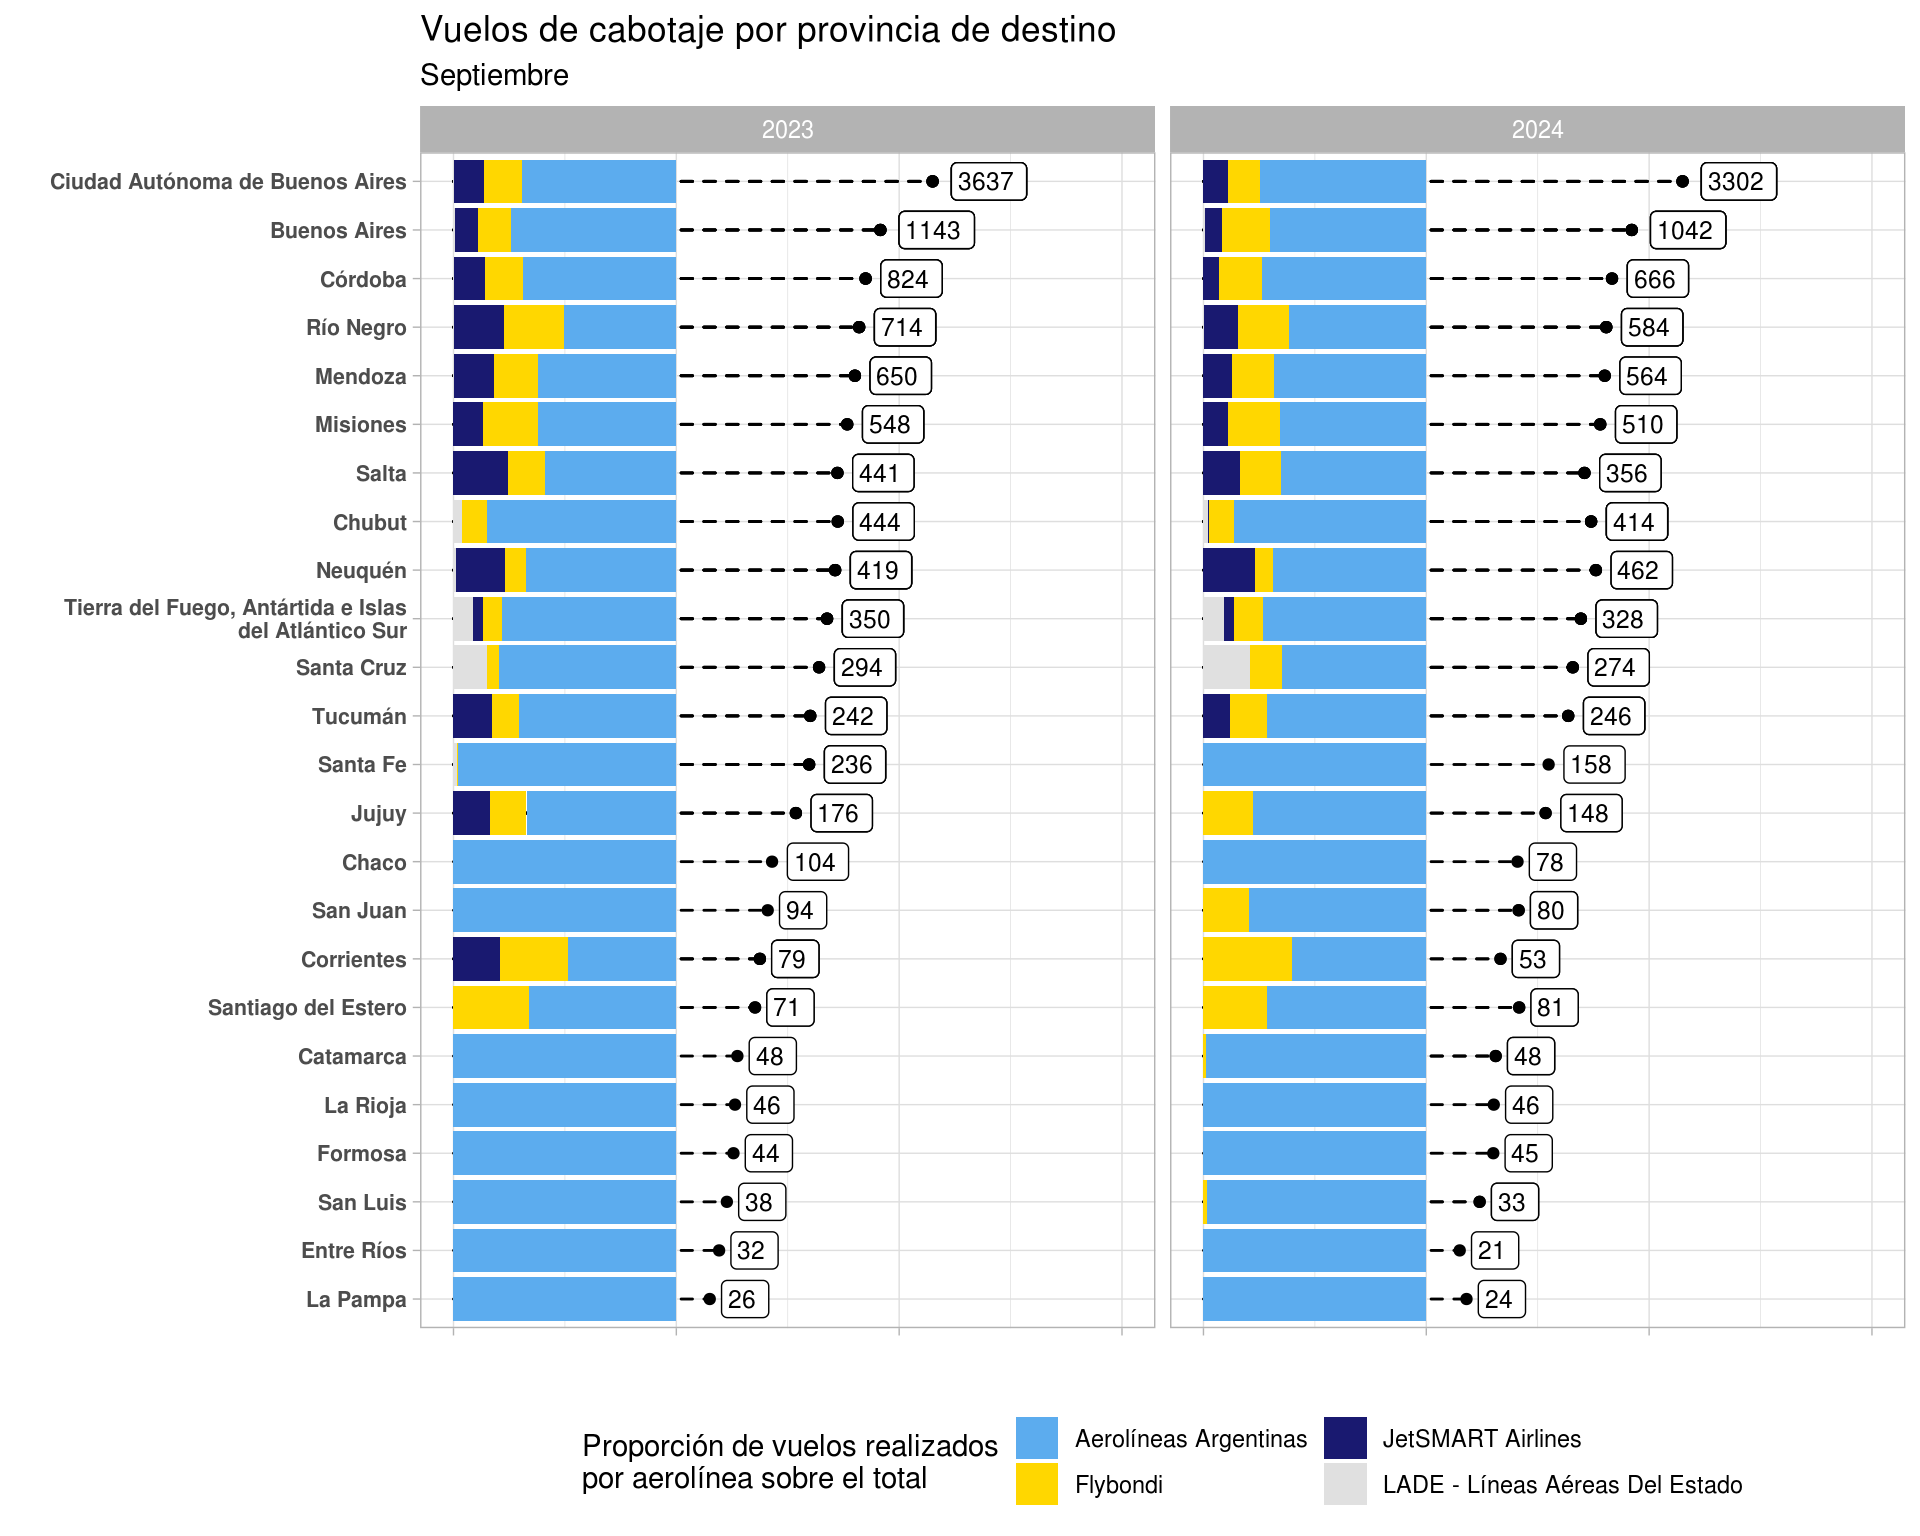 Vuelos de cabotaje por provincia de destino
Septiembre
2023
2024
Ciudad Autónoma de Buenos Aires 3637 3302
Buenos Aires 1143 1042
Córdoba 824 666
Río Negro 714 584
Mendoza 650 564
Misiones 548 510
Salta 441 356
Chubut 444 414
Neuquén 419 462
Tierra del Fuego, Antártida e Islas
del Atlántico Sur 350 328
Santa Cruz 294 274
Tucumán 242 246
Santa Fe 236 158
Jujuy 176 148
Chaco 104 78
San Juan 94 80
Corrientes 79 53
Santiago del Estero 71 81
Catamarca 48 48
La Rioja 46 46
Formosa 44 45
San Luis 38 33
Entre Ríos 32 21
La Pampa 26 24
Proporción de vuelos realizados
por aerolínea sobre el total
Aerolíneas Argentinas
Flybondi
JetSMART Airlines
LADE - Líneas Aéreas Del Estado